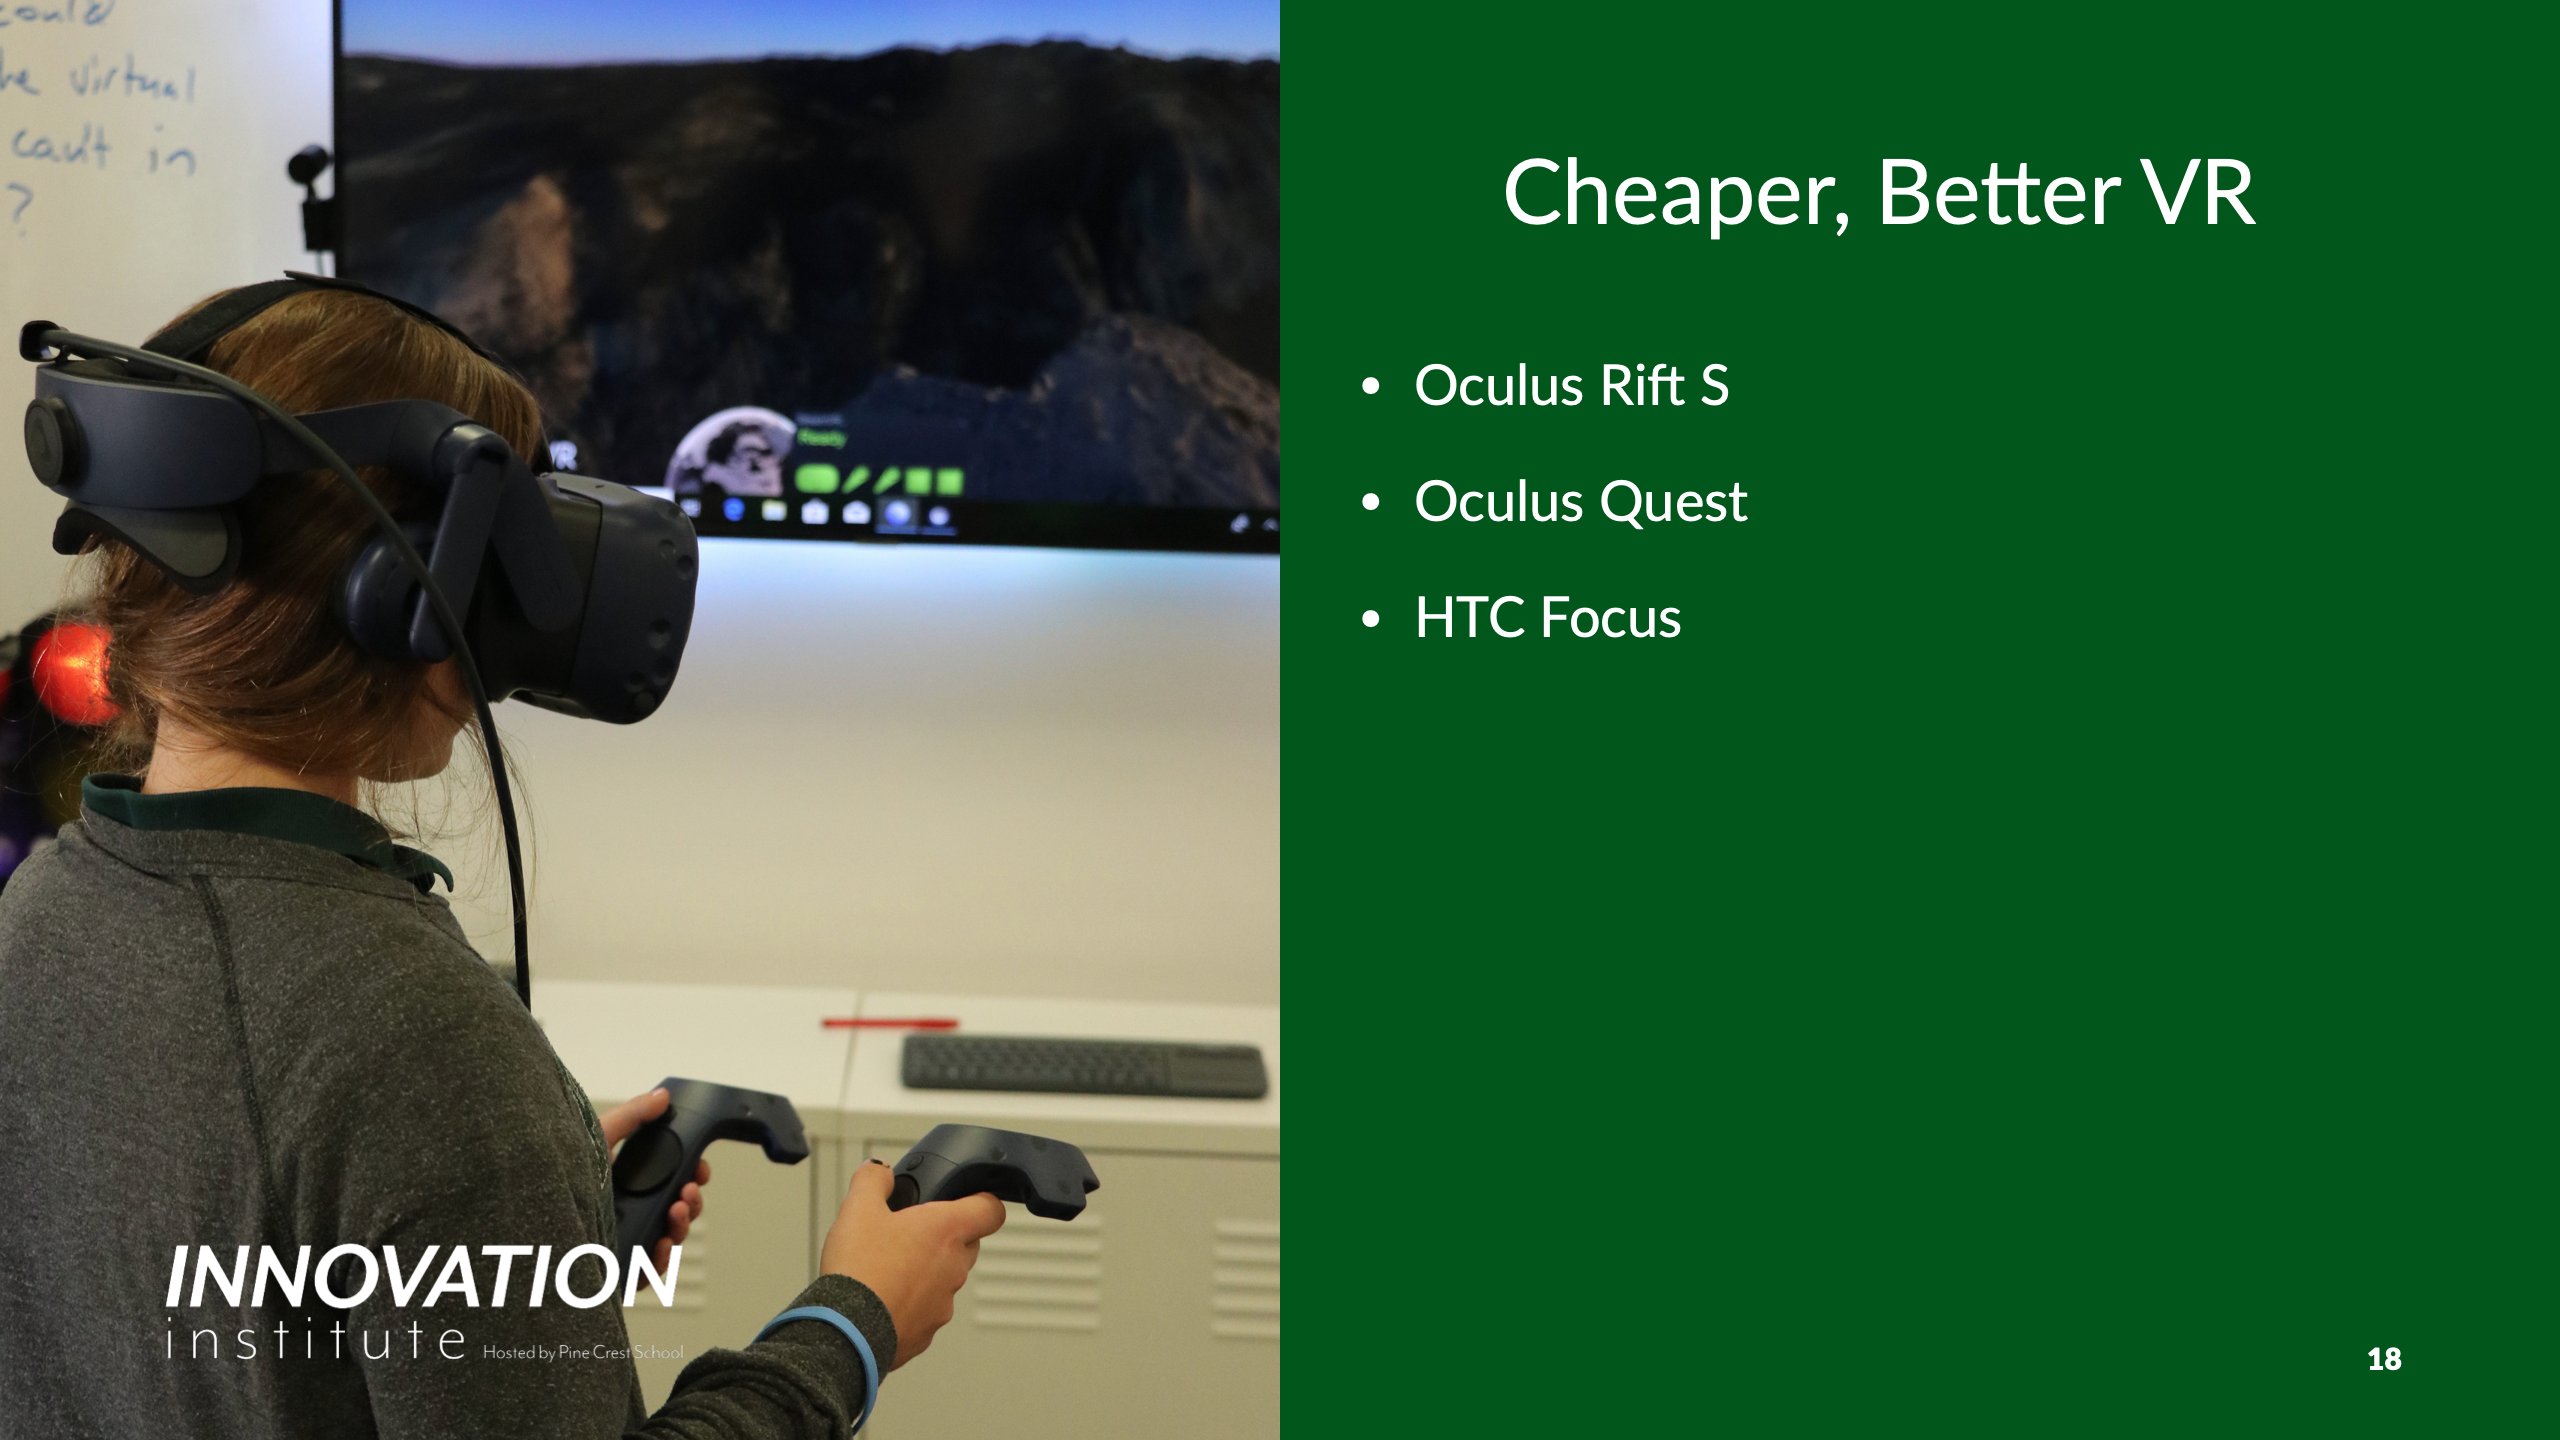 could
virtual
can't in
?
Ready
Cheaper, Better VR
• Oculus Rift S
• Oculus Quest
• HTC Focus
INNOVATION
institute Hosted by Pine Crest School
18